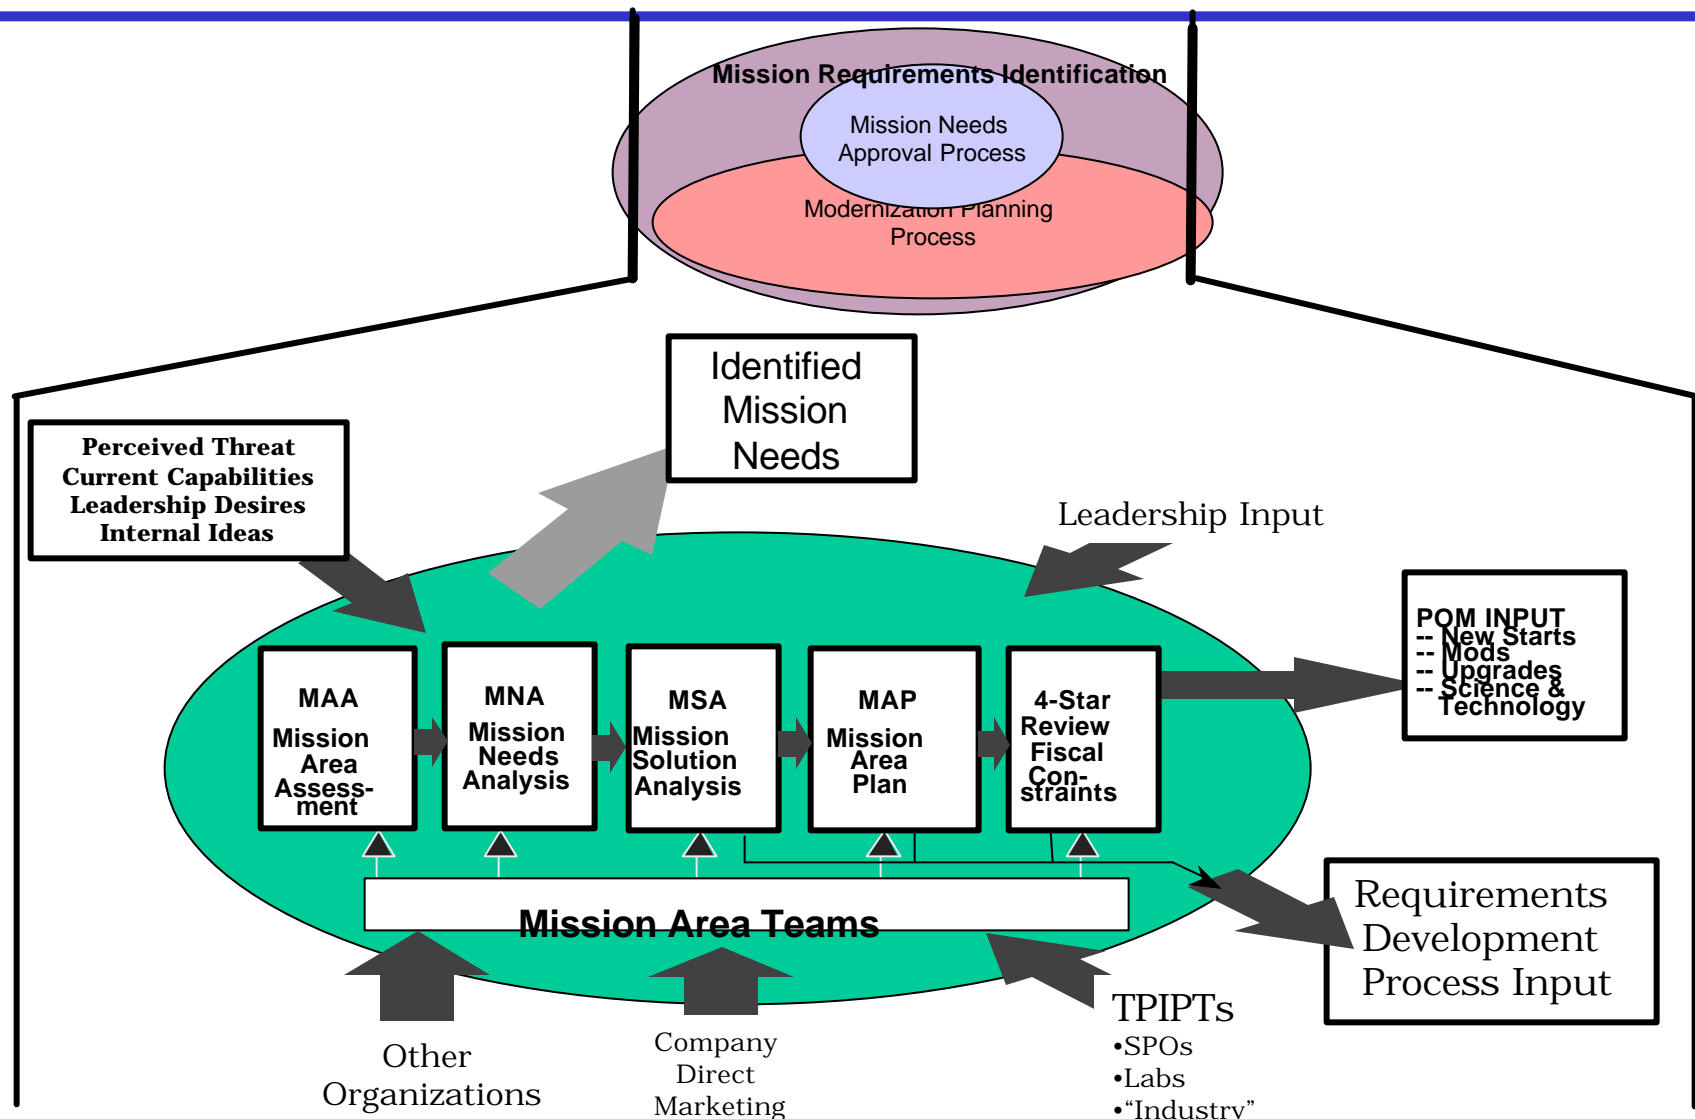 Mission Requirements Identification
Mission Needs
Approval Process
Modernization Planning
Process
Identified
Mission
Needs
Perceived Threat
Current Capabilities
Leadership Desires
Internal Ideas
Leadership Input
POM INPUT
-- New Starts
-- Mods
-- Upgrades
-- Science &
Technology
MAA
Mission
Area
Assess-
ment
MNA
Mission
Needs
Analysis
MSA
Mission
Solution
Analysis
MAP
Mission
Area
Plan
4-Star
Review
Fiscal
Con-
straints
Mission Area Teams
Requirements
Development
Process Input
Other
Organizations
Company
Direct
Marketing
TPIPTs
•SPOs
•Labs
•“Industry”